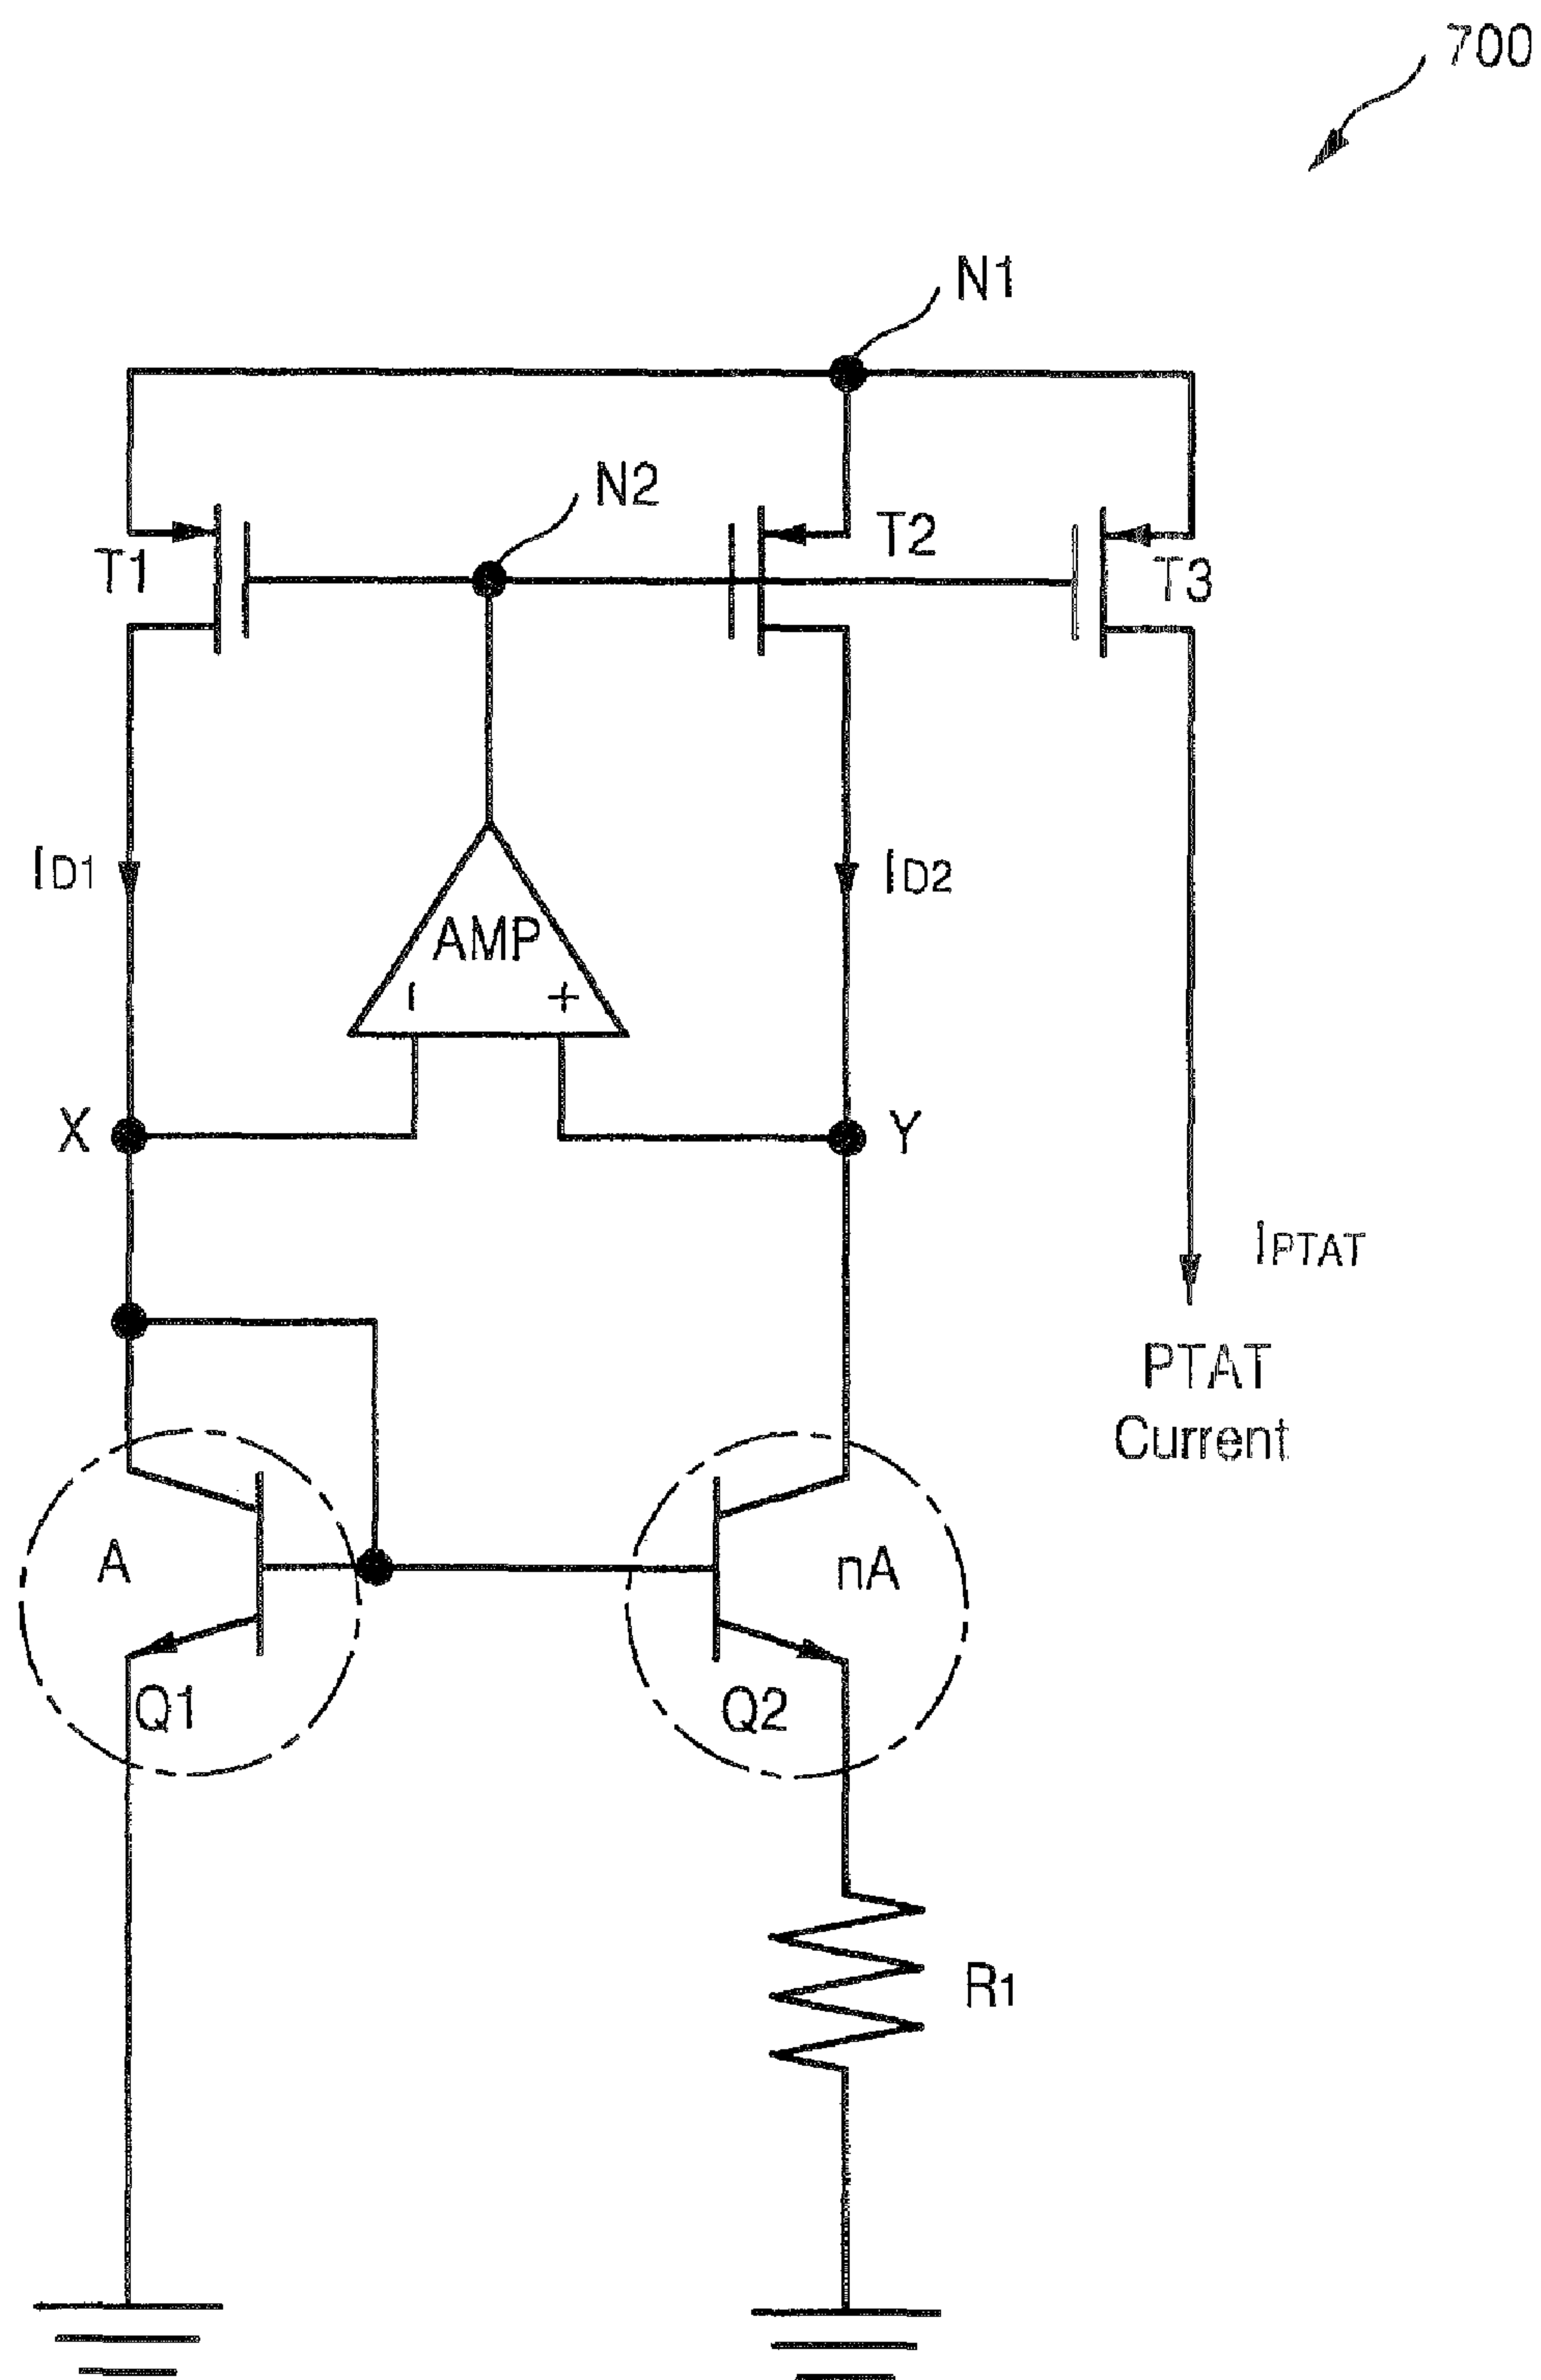 700
N1
N2
T1
T2
T3
ID1
ID2
AMP
- +
X
Y
IPTAT
PTAT
Current
A
nA
Q1
Q2
R1